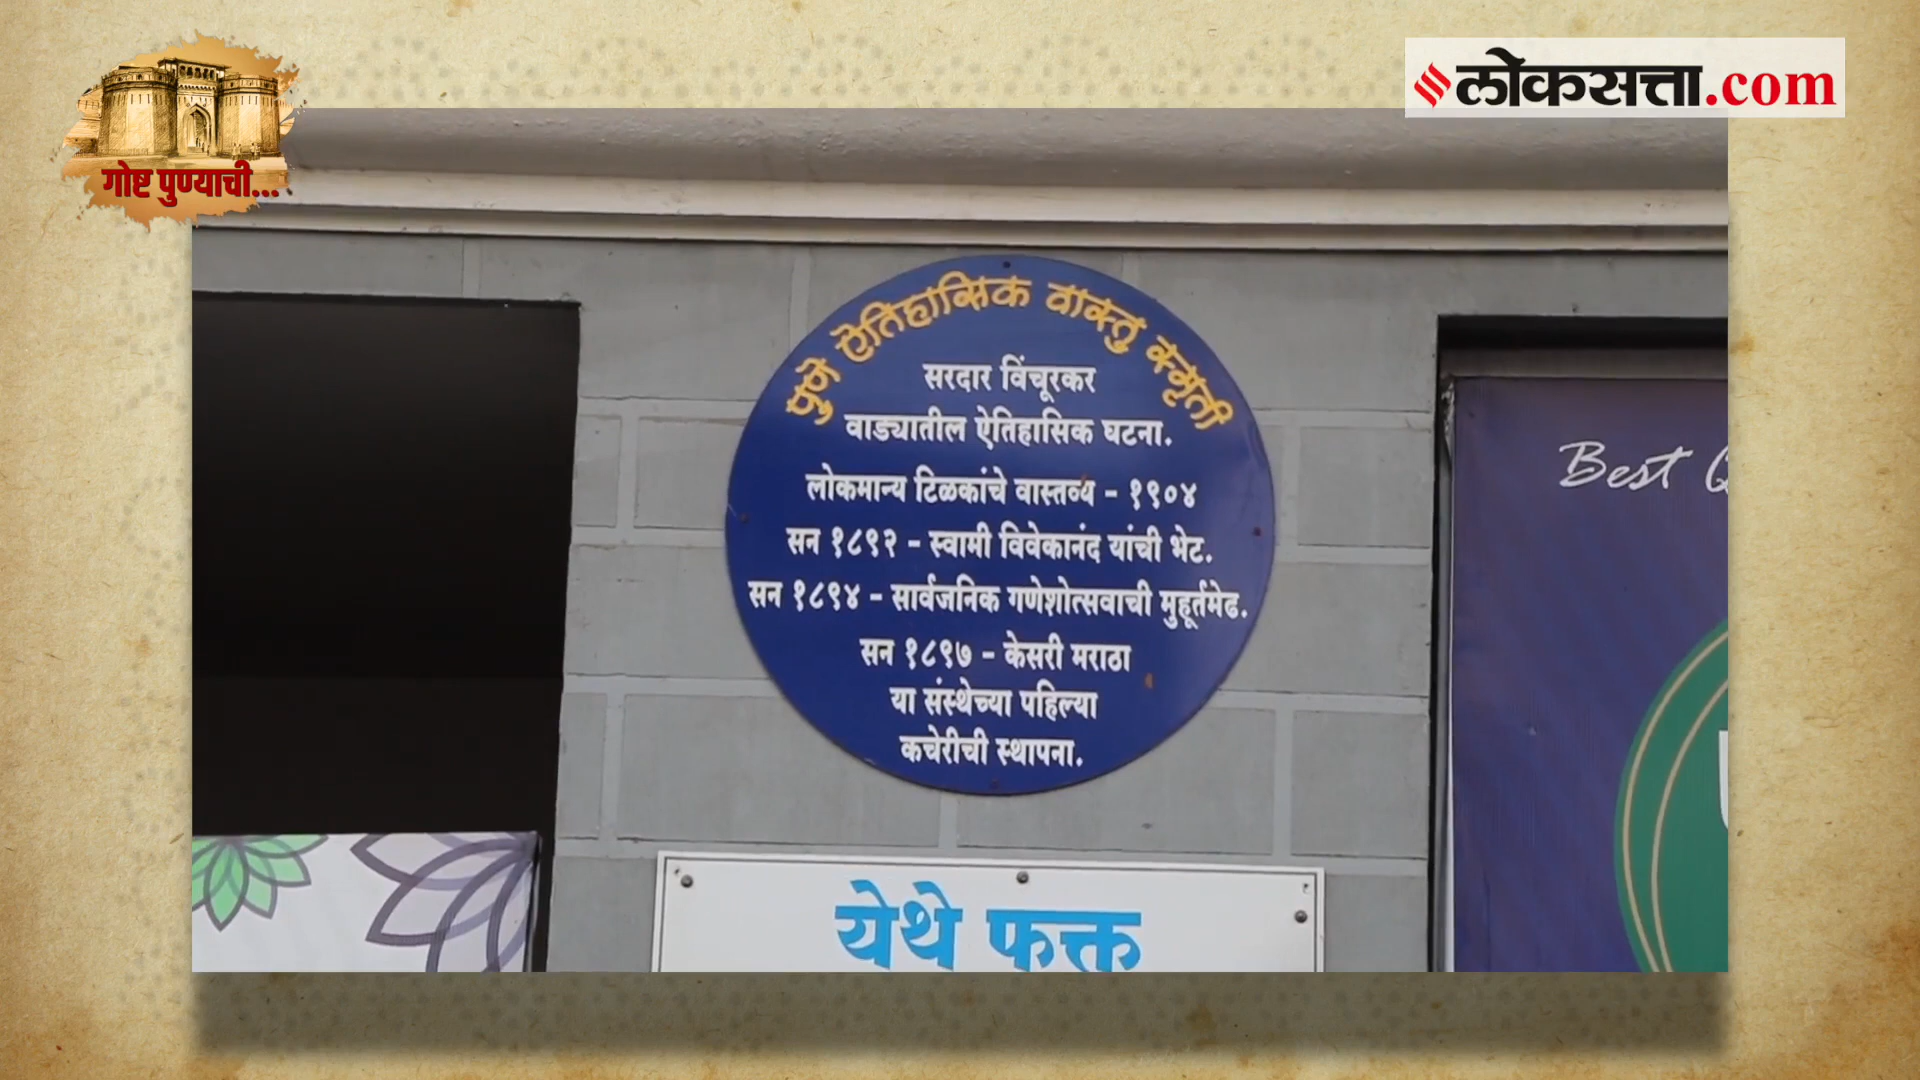 गोष्ट पुण्याची...
लोकसत्ता.com
पुणे ऐतिहासिक वास्तु स्मृती
सरदार विंचूरकर
वाड्यातील ऐतिहासिक घटना.
लोकमान्य टिळकांचे वास्तव्य - १९०४
सन १८९२ - स्वामी विवेकानंद यांची भेट.
सन १८९४ - सार्वजनिक गणेशोत्सवाची मुहूर्तमेढ.
सन १८९७ - केसरी मराठा
या संस्थेच्या पहिल्या
कचेरीची स्थापना.
Best
येथे फक्त